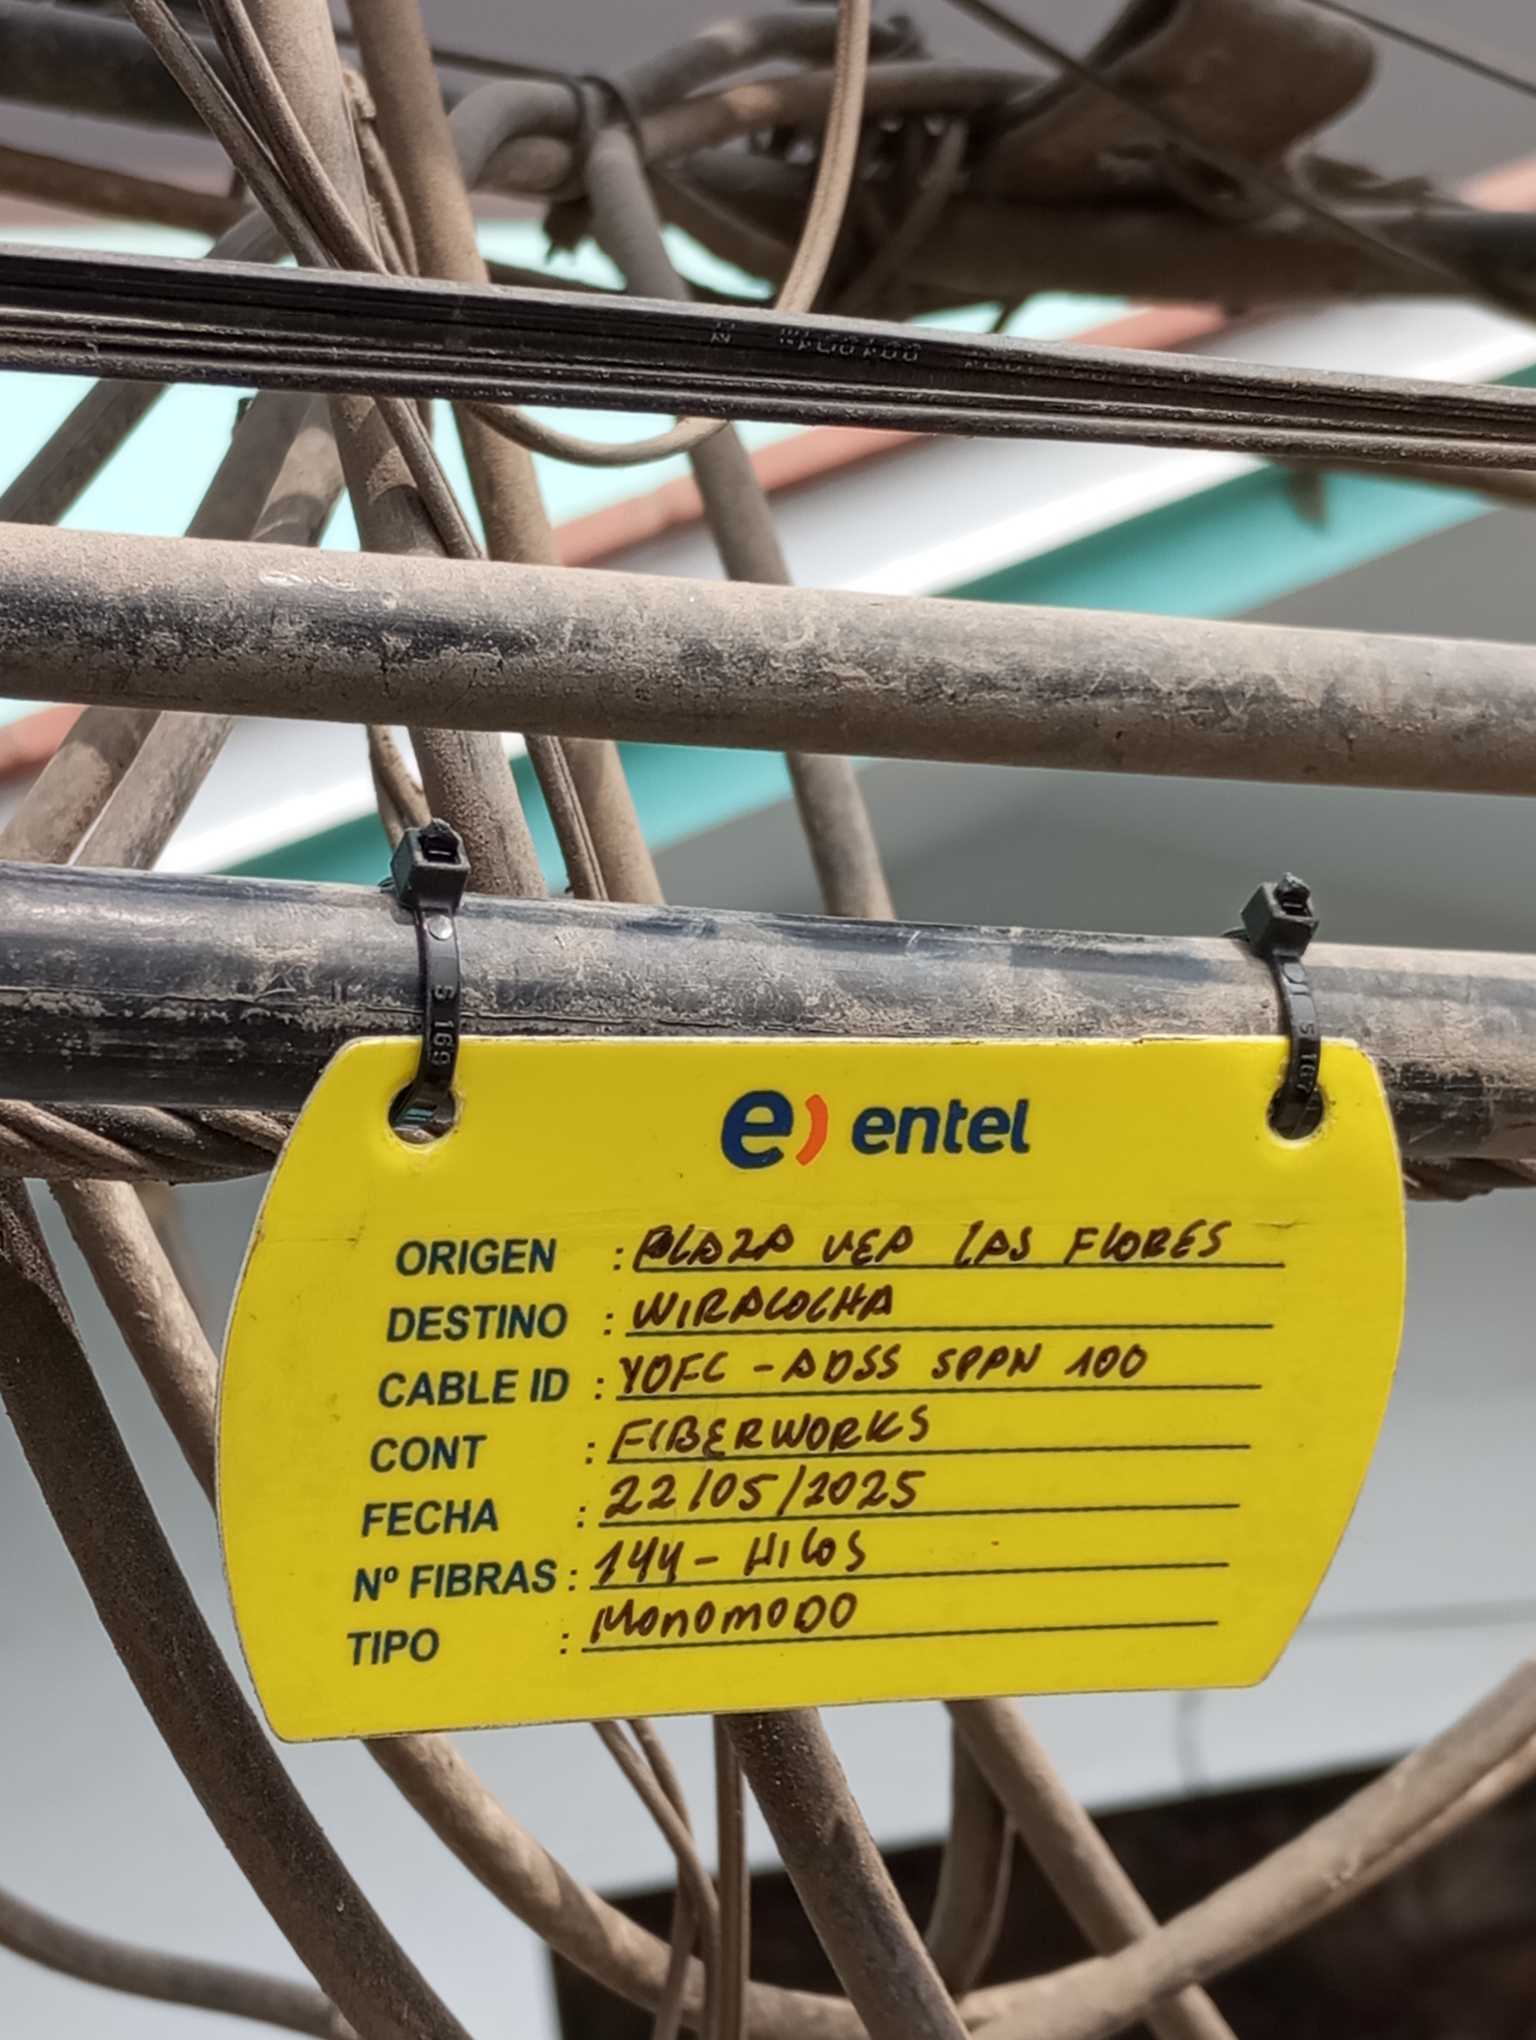 e) entel
ORIGEN : PLAZA VEA LAS FLORES
DESTINO : WIRACOCHA
CABLE ID : YOFC - ADSS SPPN 100
CONT : FIBERWORKS
FECHA : 22/05/2025
Nº FIBRAS : 144 - HILOS
TIPO : MONOMODO